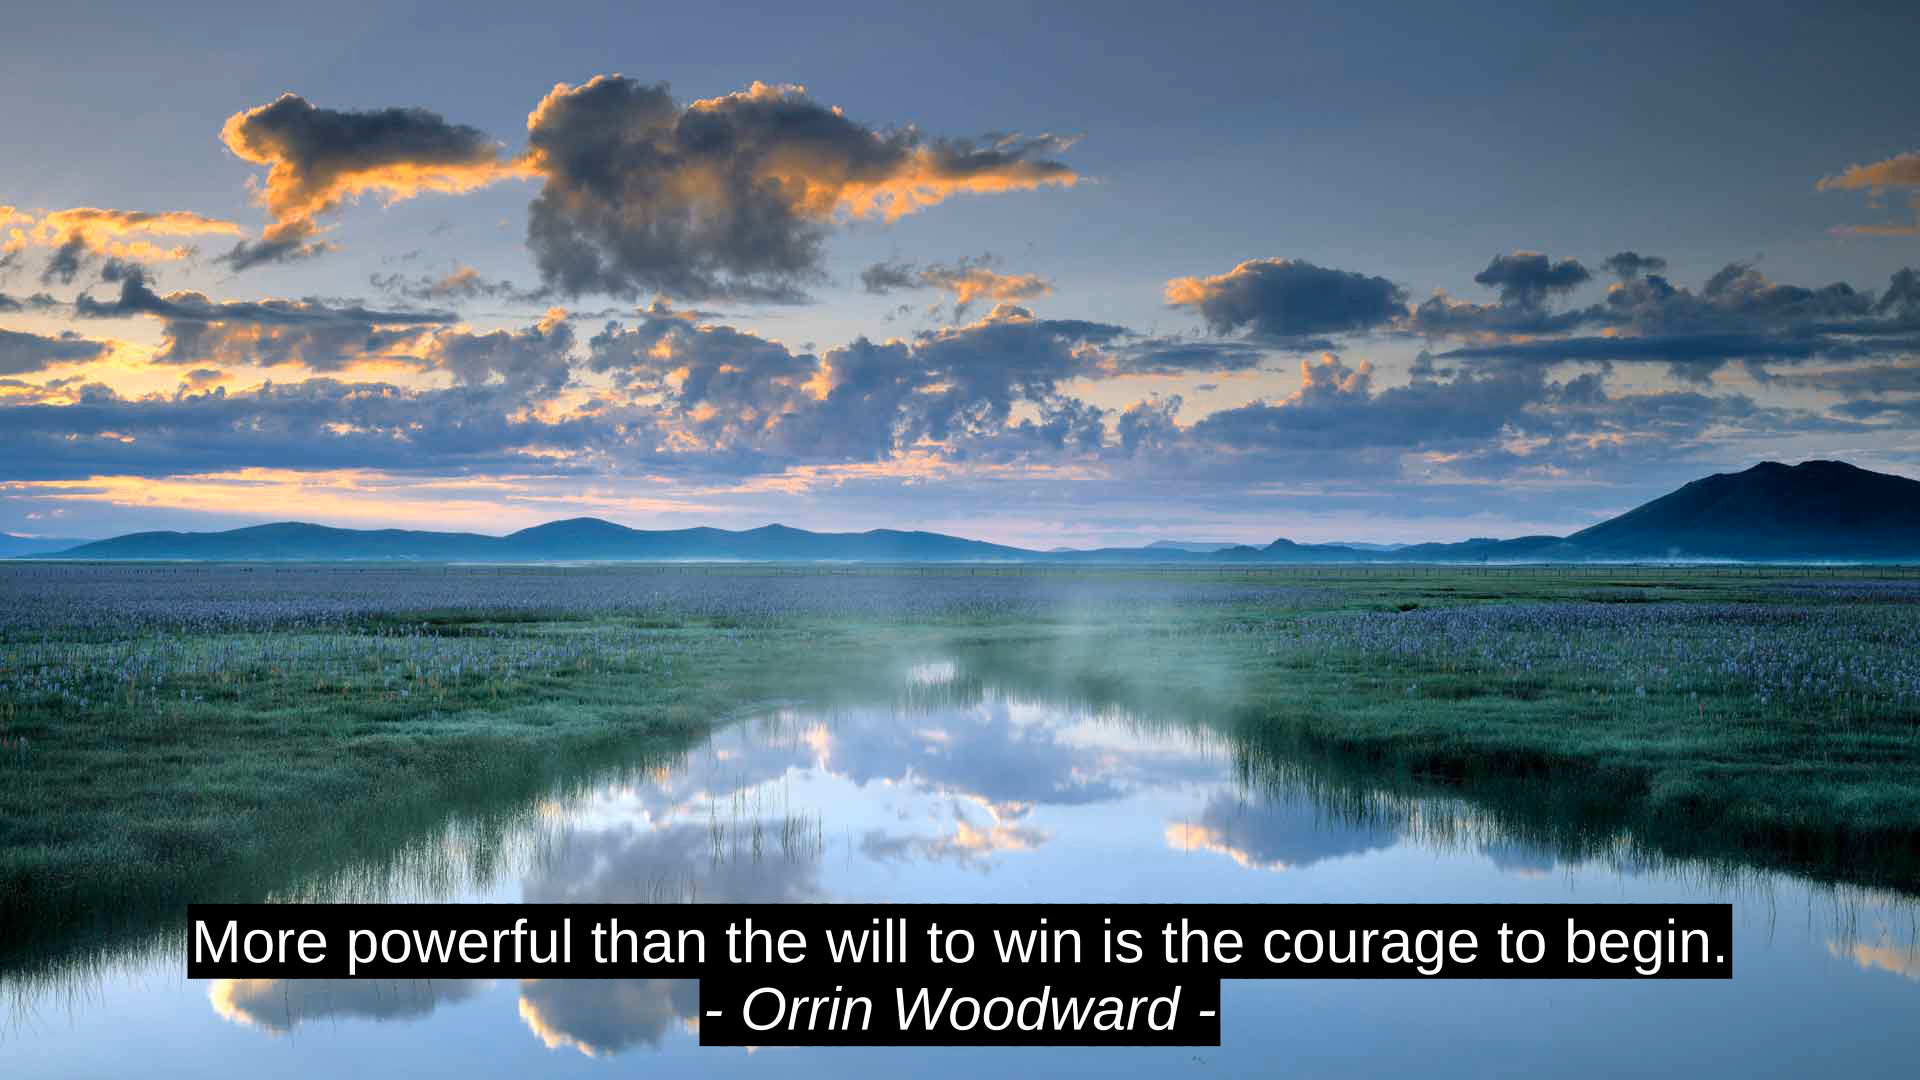 More powerful than the will to win is the courage to begin.
- Orrin Woodward -